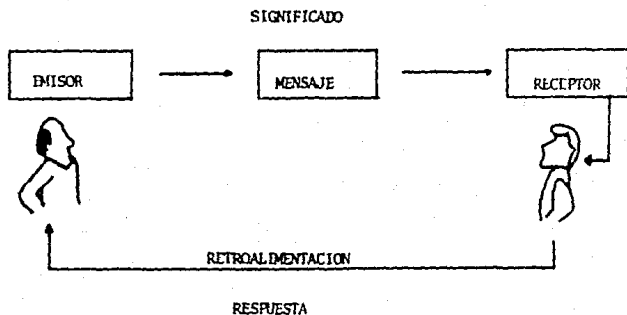 SIGNIFICADO
EMISOR
MENSAJE
RECEPTOR
RETROALIMENTACION
RESPUESTA